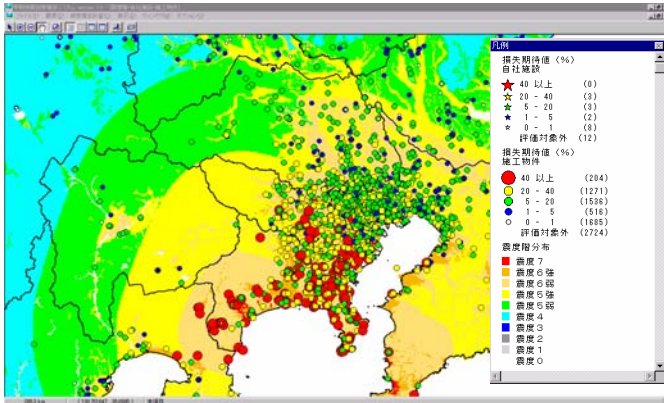 凡例
損失期待値 (%)
自社施設
40 以上 (0)
20 - 40 (3)
5 - 20 (3)
1 - 5 (2)
0 - 1 (8)
評価対象外 (12)
損失期待値 (%)
施工物件
40 以上 (204)
20 - 40 (1271)
5 - 20 (1536)
1 - 5 (516)
0 - 1 (1685)
評価対象外 (2724)
震度階分布
震度7
震度6強
震度6弱
震度5強
震度5弱
震度4
震度3
震度2
震度1
震度0